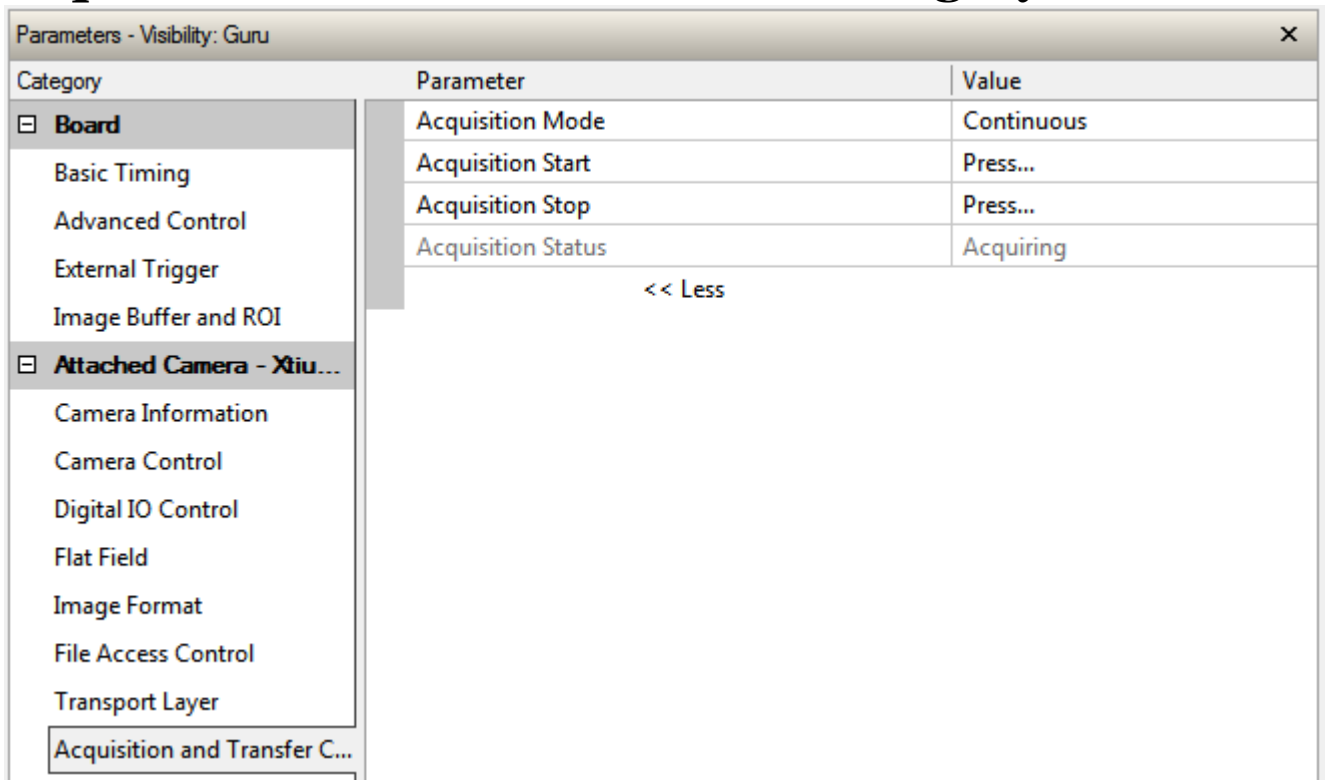 Parameters - Visibility: Guru ×
Category Parameter Value
Board
Basic Timing
Advanced Control
External Trigger
Image Buffer and ROI
Attached Camera - Xtiu...
Camera Information
Camera Control
Digital IO Control
Flat Field
Image Format
File Access Control
Transport Layer
Acquisition and Transfer C...
Acquisition Mode Continuous
Acquisition Start Press...
Acquisition Stop Press...
Acquisition Status Acquiring
<< Less